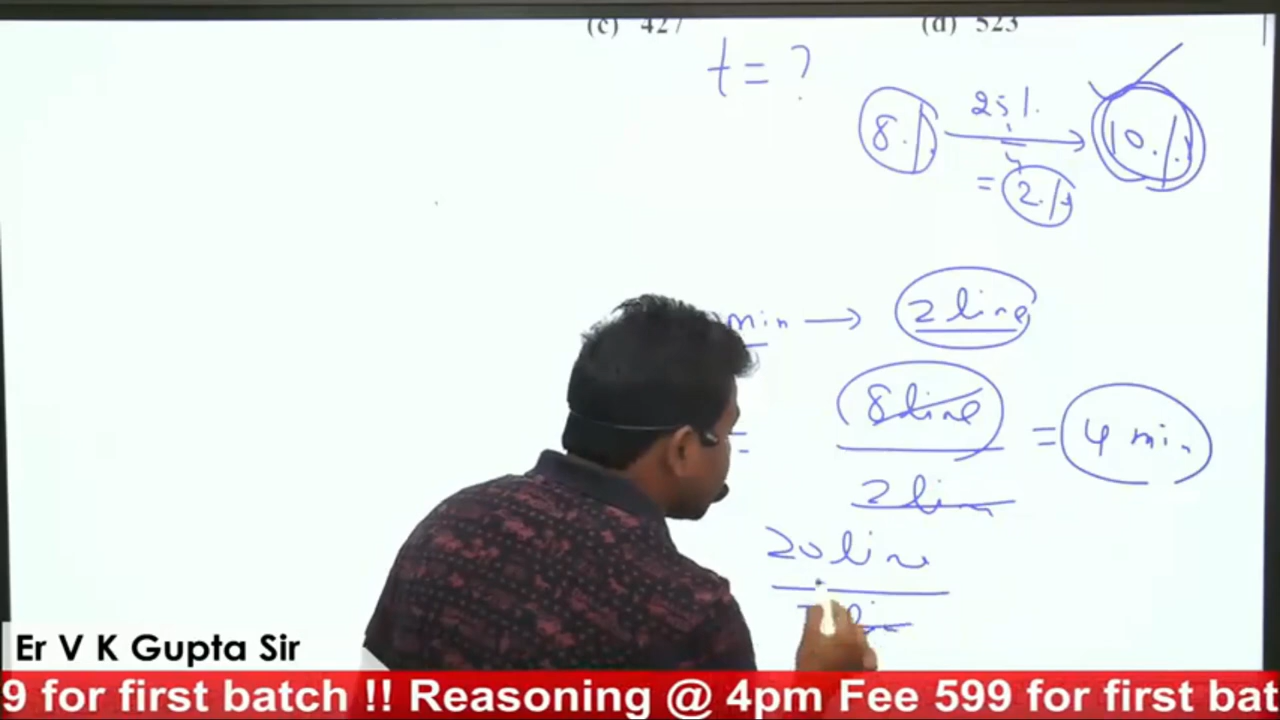 (c) 427 (d) 523
t = ?
8% 25% 10%
= 2%
min → 2 line
= 8 line = 4 min
2 line
20 line
Er V K Gupta Sir
9 for first batch !! Reasoning @ 4pm Fee 599 for first bat